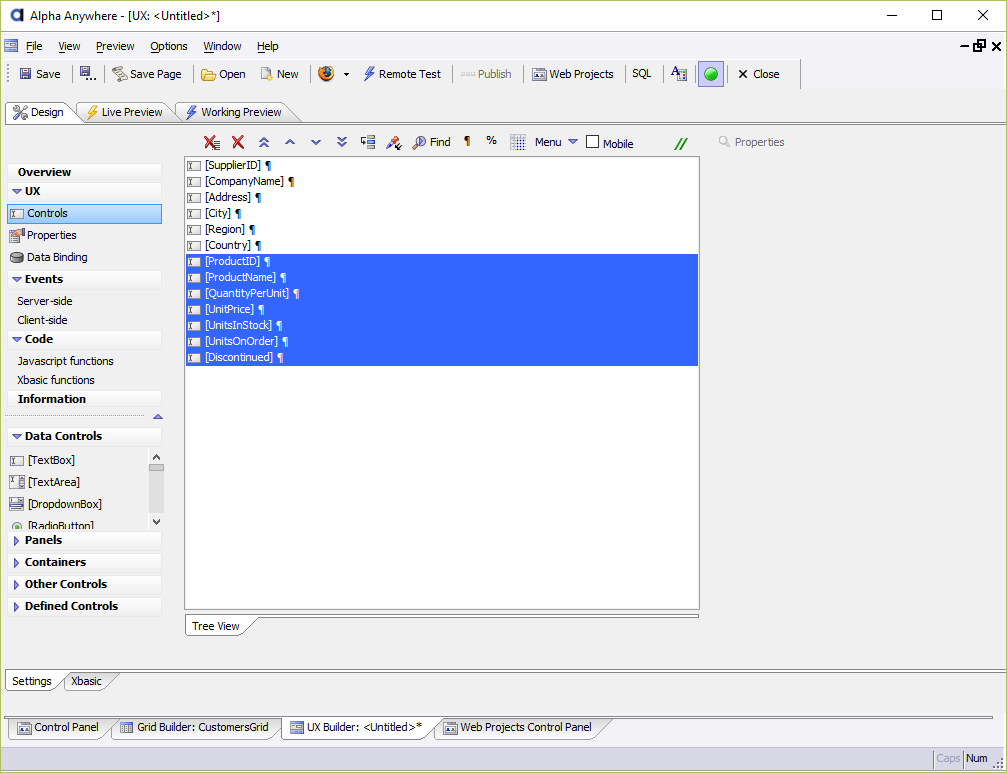 Alpha Anywhere - [UX: <Untitled>*]
File View Preview Options Window Help
Save Save Page Open New Remote Test Publish Web Projects SQL Close
Design Live Preview Working Preview
Find ¶ % Menu Mobile // Properties
Overview
UX
Controls
Properties
Data Binding
Events
Server-side
Client-side
Code
Javascript functions
Xbasic functions
Information
Data Controls
[TextBox]
[TextArea]
[DropdownBox]
[RadioButton]
Panels
Containers
Other Controls
Defined Controls
[SupplierID] ¶
[CompanyName] ¶
[Address] ¶
[City] ¶
[Region] ¶
[Country] ¶
[ProductID] ¶
[ProductName] ¶
[QuantityPerUnit] ¶
[UnitPrice] ¶
[UnitsInStock] ¶
[UnitsOnOrder] ¶
[Discontinued] ¶
Tree View
Settings Xbasic
Control Panel Grid Builder: CustomersGrid UX Builder: <Untitled>* Web Projects Control Panel
Caps Num